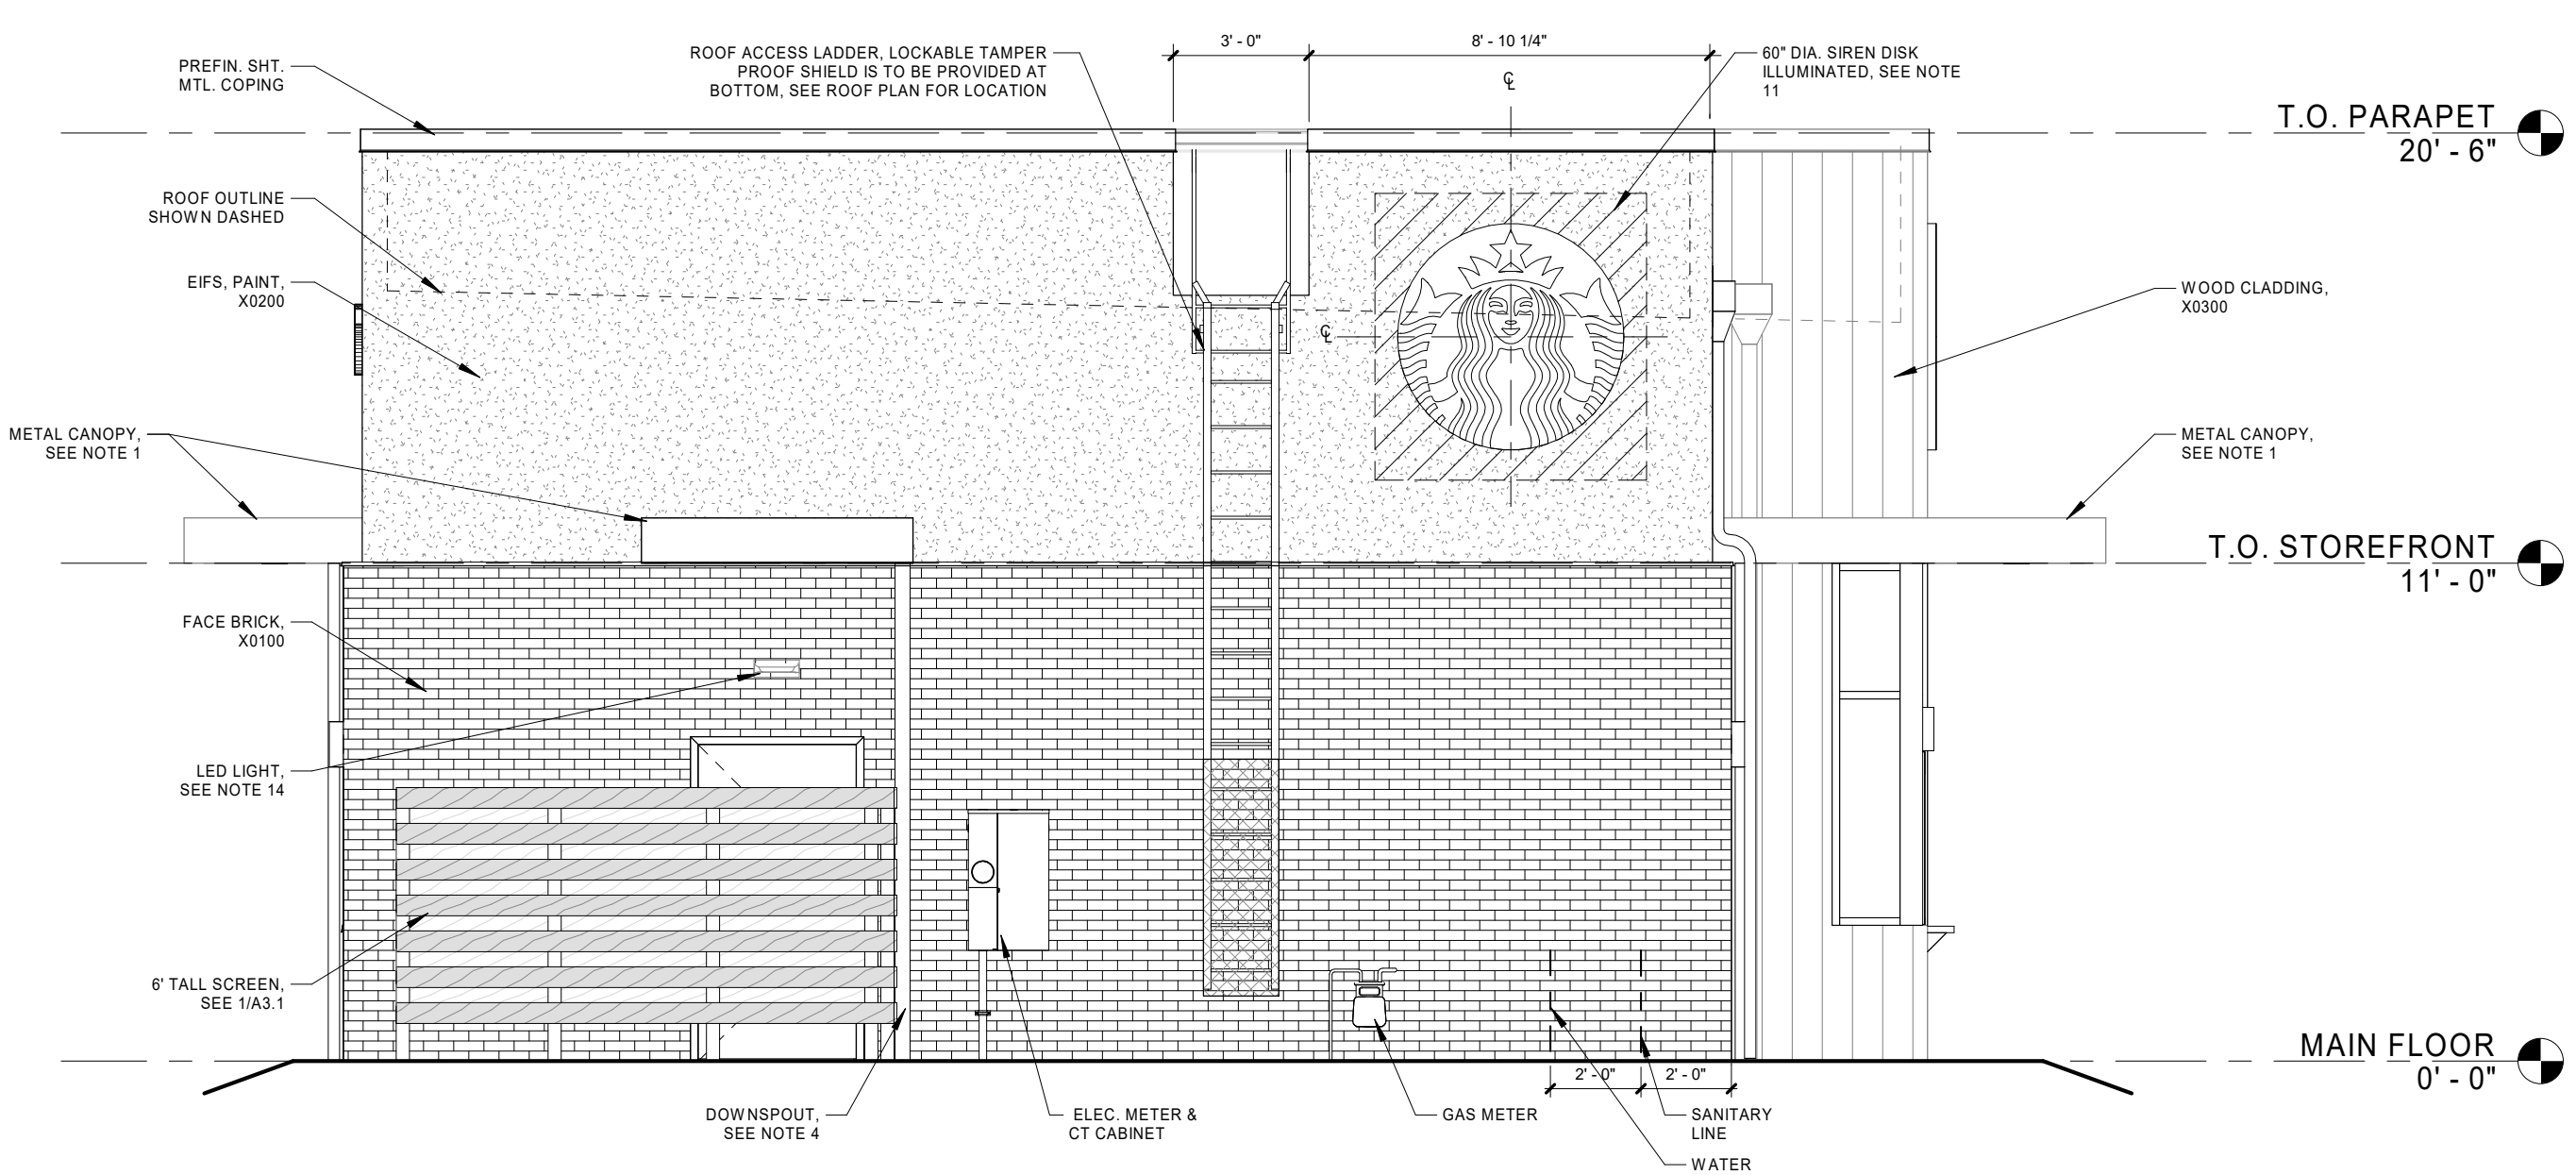 PREFIN. SHT.
MTL. COPING
ROOF ACCESS LADDER, LOCKABLE TAMPER
PROOF SHIELD IS TO BE PROVIDED AT
BOTTOM, SEE ROOF PLAN FOR LOCATION
3' - 0"
8' - 10 1/4"
℄
60" DIA. SIREN DISK
ILLUMINATED, SEE NOTE
11
T.O. PARAPET
20' - 6"
ROOF OUTLINE
SHOWN DASHED
EIFS, PAINT,
X0200
℄
WOOD CLADDING,
X0300
METAL CANOPY,
SEE NOTE 1
METAL CANOPY,
SEE NOTE 1
T.O. STOREFRONT
11' - 0"
FACE BRICK,
X0100
LED LIGHT,
SEE NOTE 14
6' TALL SCREEN,
SEE 1/A3.1
MAIN FLOOR
0' - 0"
2' - 0"
2' - 0"
DOWNSPOUT,
SEE NOTE 4
ELEC. METER &
CT CABINET
GAS METER
SANITARY
LINE
WATER